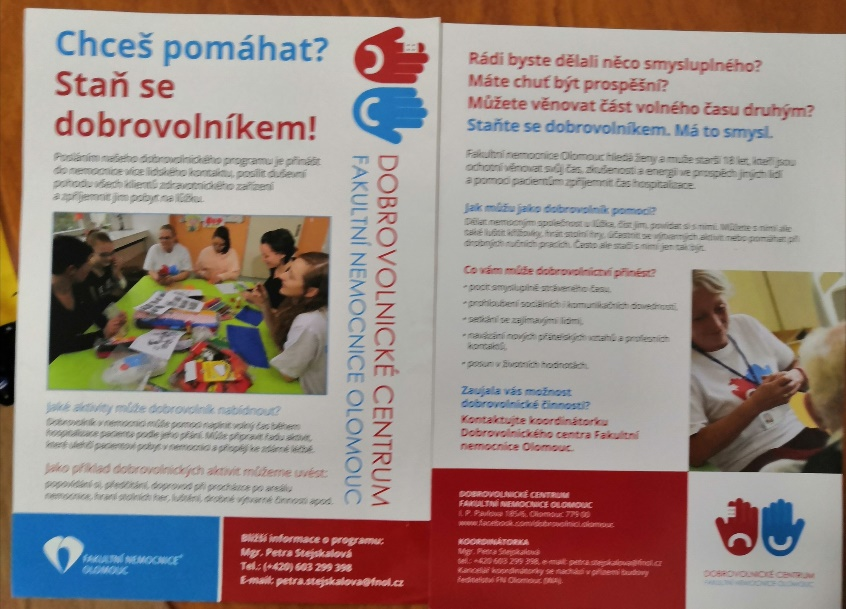 Chceš pomáhat?
Staň se
dobrovolníkem!
Posláním našeho dobrovolnického programu je přinášet
do nemocnice více lidského kontaktu, posílit duševní
pohodu všech klientů zdravotnického zařízení
a zpříjemnit jim pobyt na lůžku.
DOBROVOLNICKÉ CENTRUM
FAKULTNÍ NEMOCNICE OLOMOUC
Jaké aktivity může dobrovolník nabídnout?
Dobrovolník v nemocnici může pomoci naplnit volný čas během
hospitalizace pacienta podle jeho přání. Může připravit řadu aktivit,
které ulehčí pacientovi pobyt v nemocnici a přispějí ke zdárné léčbě.
Jako příklad dobrovolnických aktivit můžeme uvést:
popovídání si, předčítání, doprovod při procházce po areálu
nemocnice, hraní stolních her, luštění, drobné výtvarné činnosti apod.
FAKULTNÍ NEMOCNICE
OLOMOUC
Bližší informace o programu:
Mgr. Petra Stejskalová
Tel.: (+420) 603 299 398
E-mail: petra.stejskalova@fnol.cz
Rádi byste dělali něco smysluplného?
Máte chuť být prospěšní?
Můžete věnovat část volného času druhým?
Staňte se dobrovolníkem. Má to smysl.
Fakultní nemocnice Olomouc hledá ženy a muže starší 18 let, kteří jsou
ochotni věnovat svůj čas, zkušenosti a energii ve prospěch jiných lidí
a pomoci pacientům zpříjemnit čas hospitalizace.
Jak můžu jako dobrovolník pomoci?
Dělat nemocným společnost u lůžka, číst jim, povídat si s nimi. Můžete s nimi ale
také luštit křížovky, hrát stolní hry, účastnit se výtvarných aktivit nebo pomáhat při
drobných ručních pracích. Často ale stačí s nimi jen tak být.
Co vám může dobrovolnictví přinést?
• pocit smysluplně stráveného času,
• prohloubení sociálních i komunikačních dovedností,
• setkání se zajímavými lidmi,
• navázání nových přátelských vztahů a profesních
kontaktů,
• posun v životních hodnotách.
Zaujala vás možnost
dobrovolnické činnosti?
Kontaktujte koordinátorku
Dobrovolného centra Fakultní
nemocnice Olomouc.
DOBROVOLNICKÉ CENTRUM
FAKULTNÍ NEMOCNICE OLOMOUC
I. P. Pavlova 185/6, Olomouc 779 00
www.facebook.com/dobrovolnici.olomouc
KOORDINÁTORKA
Mgr. Petra Stejskalová
Tel.: +420 603 299 398, e-mail: petra.stejskalova@fnol.cz
Kancelář koordinátorky se nachází v přízemí budovy
ředitelství FN Olomouc (WA).
DOBROVOLNICKÉ CENTRUM
FAKULTNÍ NEMOCNICE OLOMOUC